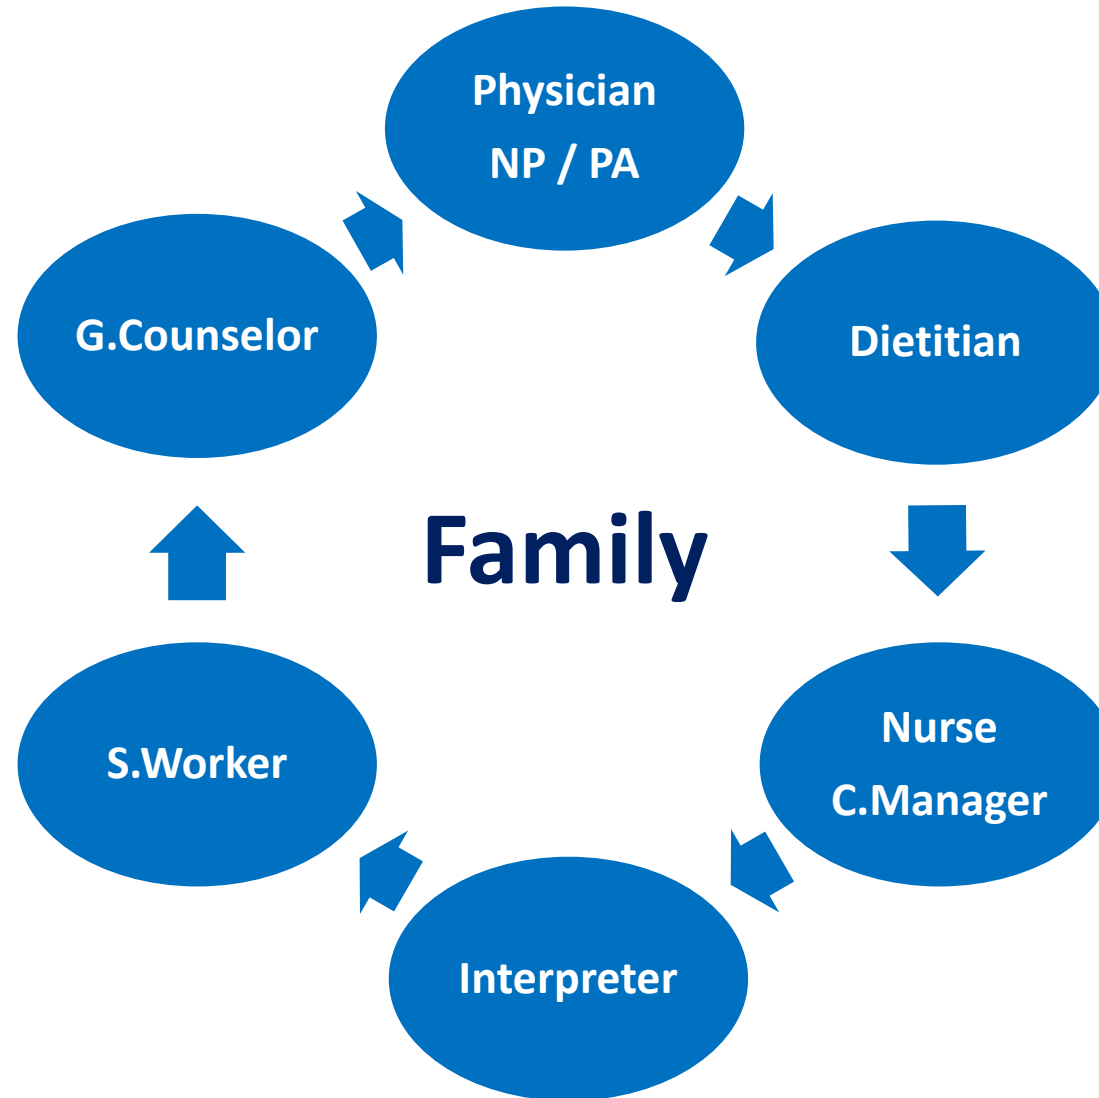 Physician
NP / PA
G.Counselor
Dietitian
Family
Nurse
C.Manager
S.Worker
Interpreter